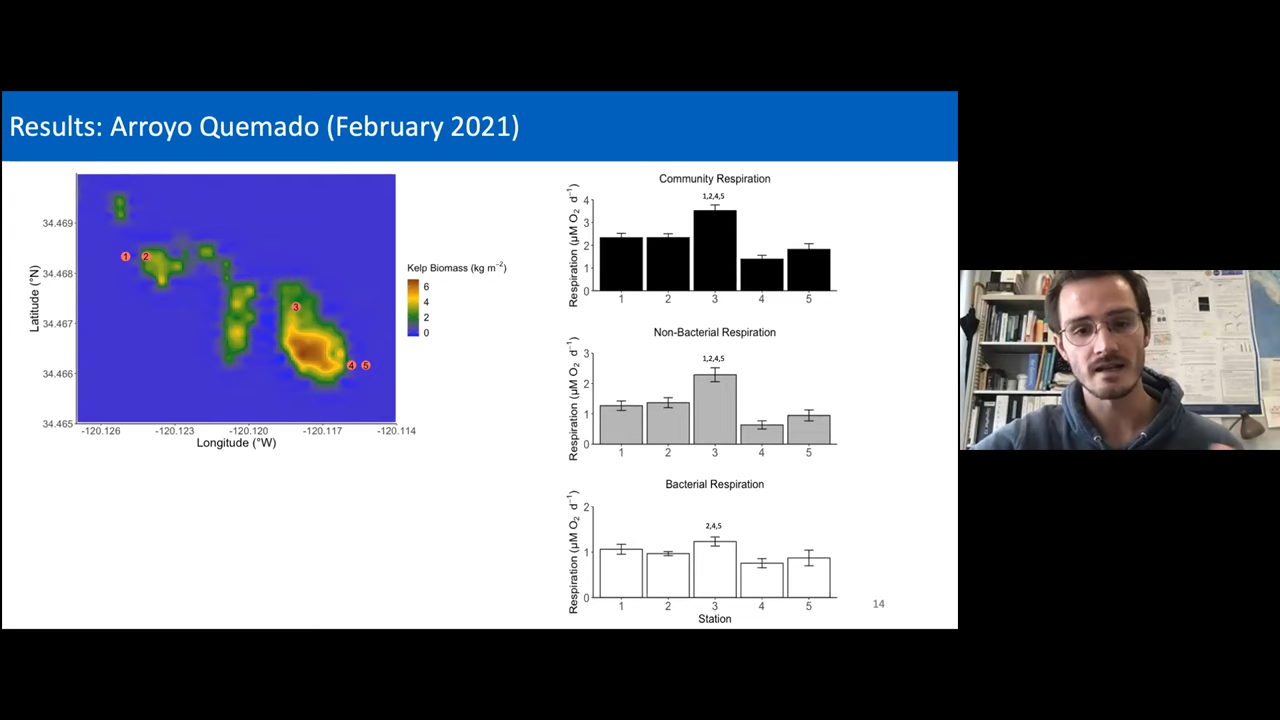 Results: Arroyo Quemado (February 2021)
34.469
34.468
34.467
34.466
34.465
Latitude (°N)
1
2
3
4
5
-120.126
-120.123
-120.120
-120.117
-120.114
Longitude (°W)
Kelp Biomass (kg m⁻²)
6
4
2
0
Community Respiration
1,2,4,5
Respiration (µM O₂ d⁻¹)
4
3
2
1
0
1 2 3 4 5
Non-Bacterial Respiration
1,2,4,5
Respiration (µM O₂ d⁻¹)
3
2
1
0
1 2 3 4 5
Bacterial Respiration
2,4,5
Respiration (µM O₂ d⁻¹)
2
1
0
1 2 3 4 5
Station
14